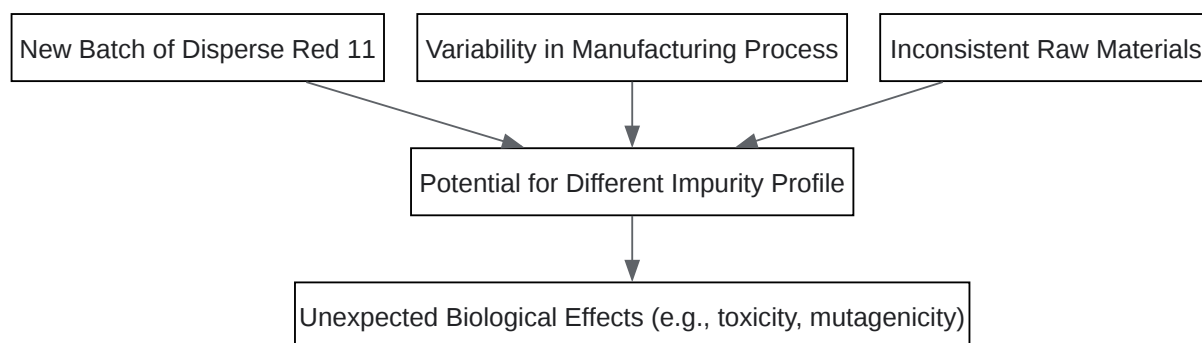 New Batch of Disperse Red 11
Variability in Manufacturing Process
Inconsistent Raw Materials
Potential for Different Impurity Profile
Unexpected Biological Effects (e.g., toxicity, mutagenicity)